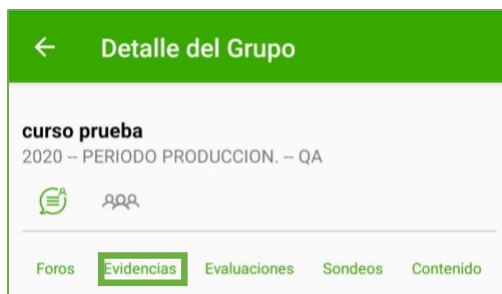 Detalle del Grupo
curso prueba
2020 -- PERIODO PRODUCCION. -- QA
Foros Evidencias Evaluaciones Sondeos Contenido